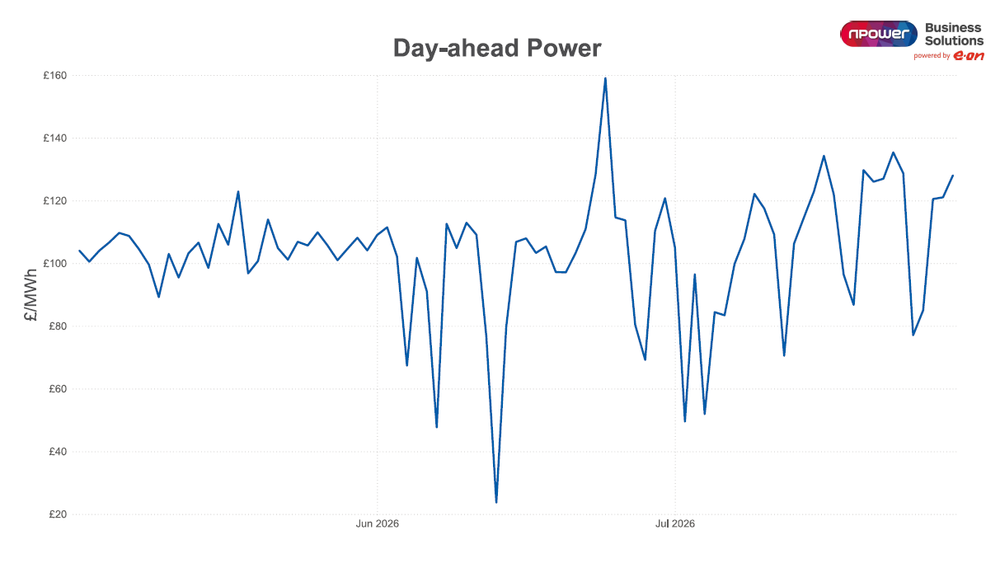 Day-ahead Power
npower
Business
Solutions
powered by e·on
£160
£140
£120
£100
£80
£60
£40
£20
£/MWh
Jun 2026
Jul 2026